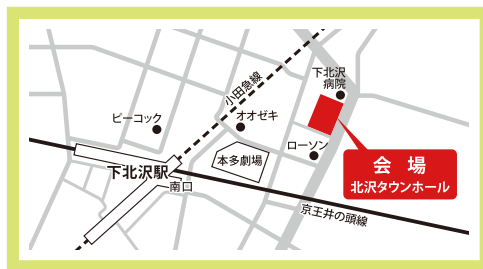 小田急線
下北沢
病院
ピーコック
オオゼキ
ローソン
本多劇場
下北沢駅
南口
会場
北沢タウンホール
京王井の頭線